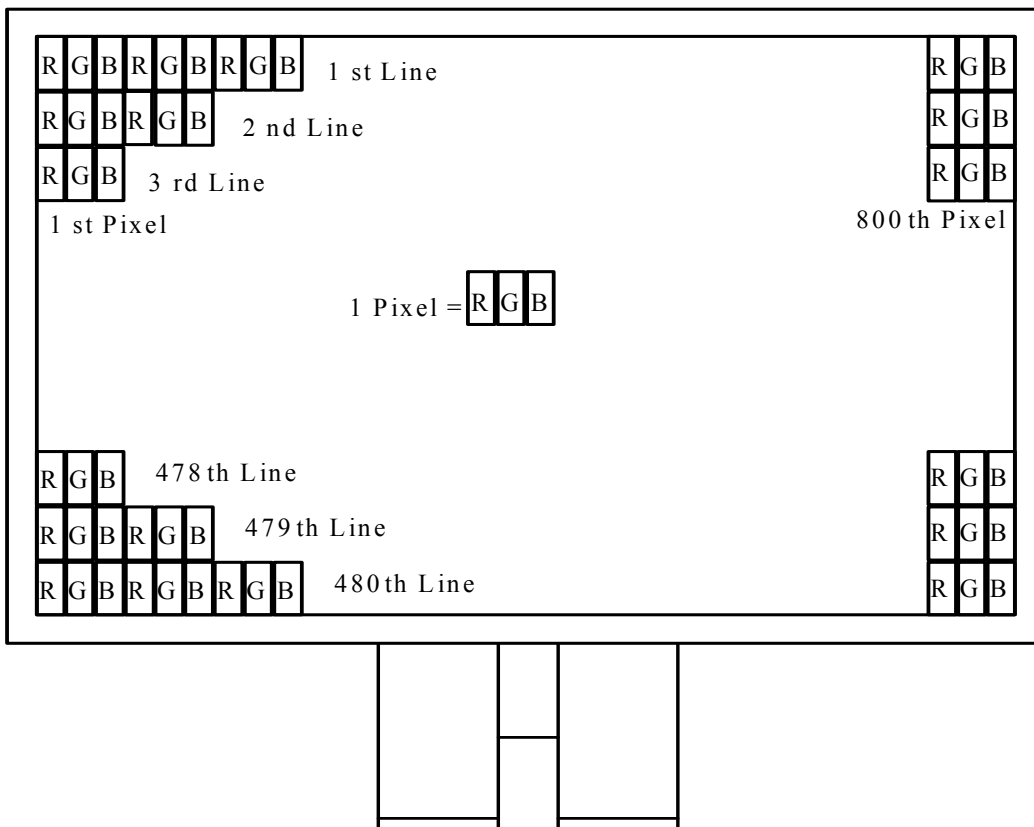 R G B R G B R G B 1 st Line R G B
R G B R G B 2 nd Line R G B
R G B 3 rd Line R G B
1 st Pixel 800 th Pixel
1 Pixel = R G B
R G B 478 th Line R G B
R G B R G B 479 th Line R G B
R G B R G B R G B 480 th Line R G B